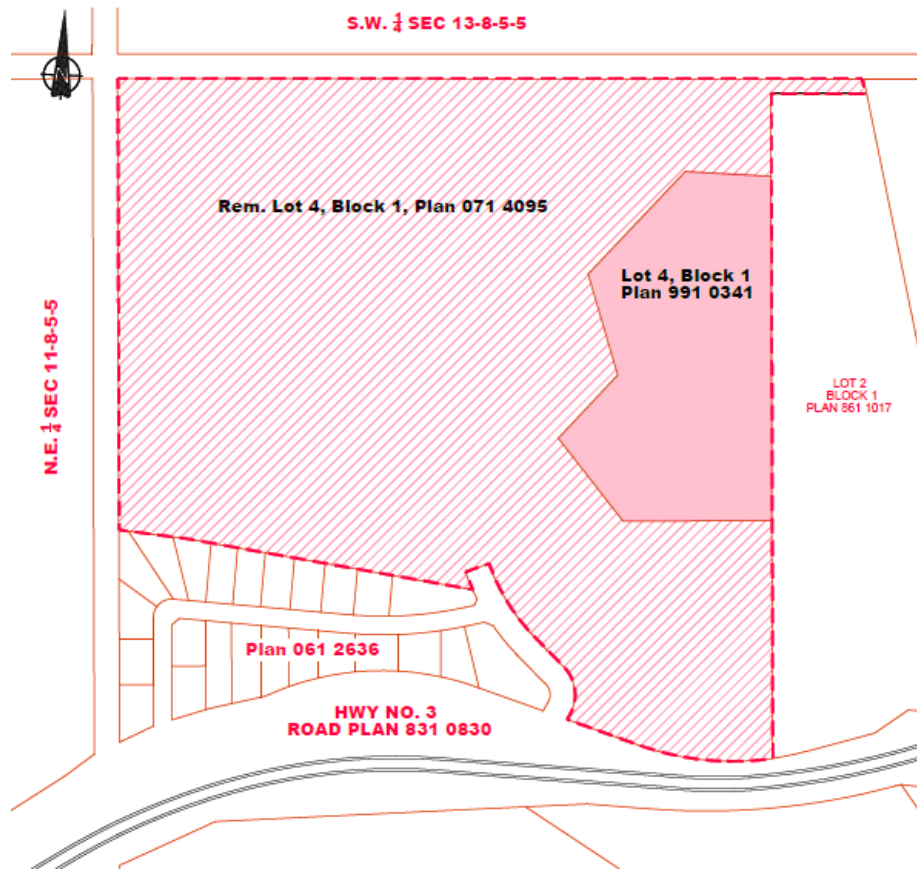 S.W. 1/4 SEC 13-8-5-5
N
Rem. Lot 4, Block 1, Plan 071 4095
Lot 4, Block 1
Plan 991 0341
N.E. 1/4 SEC 11-8-5-5
LOT 2
BLOCK 1
PLAN 861 1017
Plan 061 2636
HWY NO. 3
ROAD PLAN 831 0830